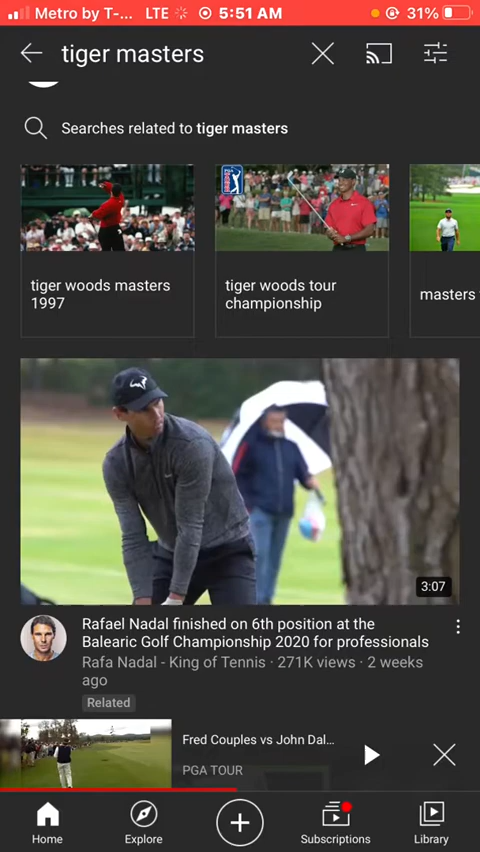 Metro by T-... LTE 5:51 AM 31%
tiger masters
Searches related to tiger masters
tiger woods masters
1997
tiger woods tour
championship
masters
3:07
Rafael Nadal finished on 6th position at the
Balearic Golf Championship 2020 for professionals
Rafa Nadal - King of Tennis · 271K views · 2 weeks
ago
Related
Fred Couples vs John Dal...
PGA TOUR
Home
Explore
Subscriptions
Library